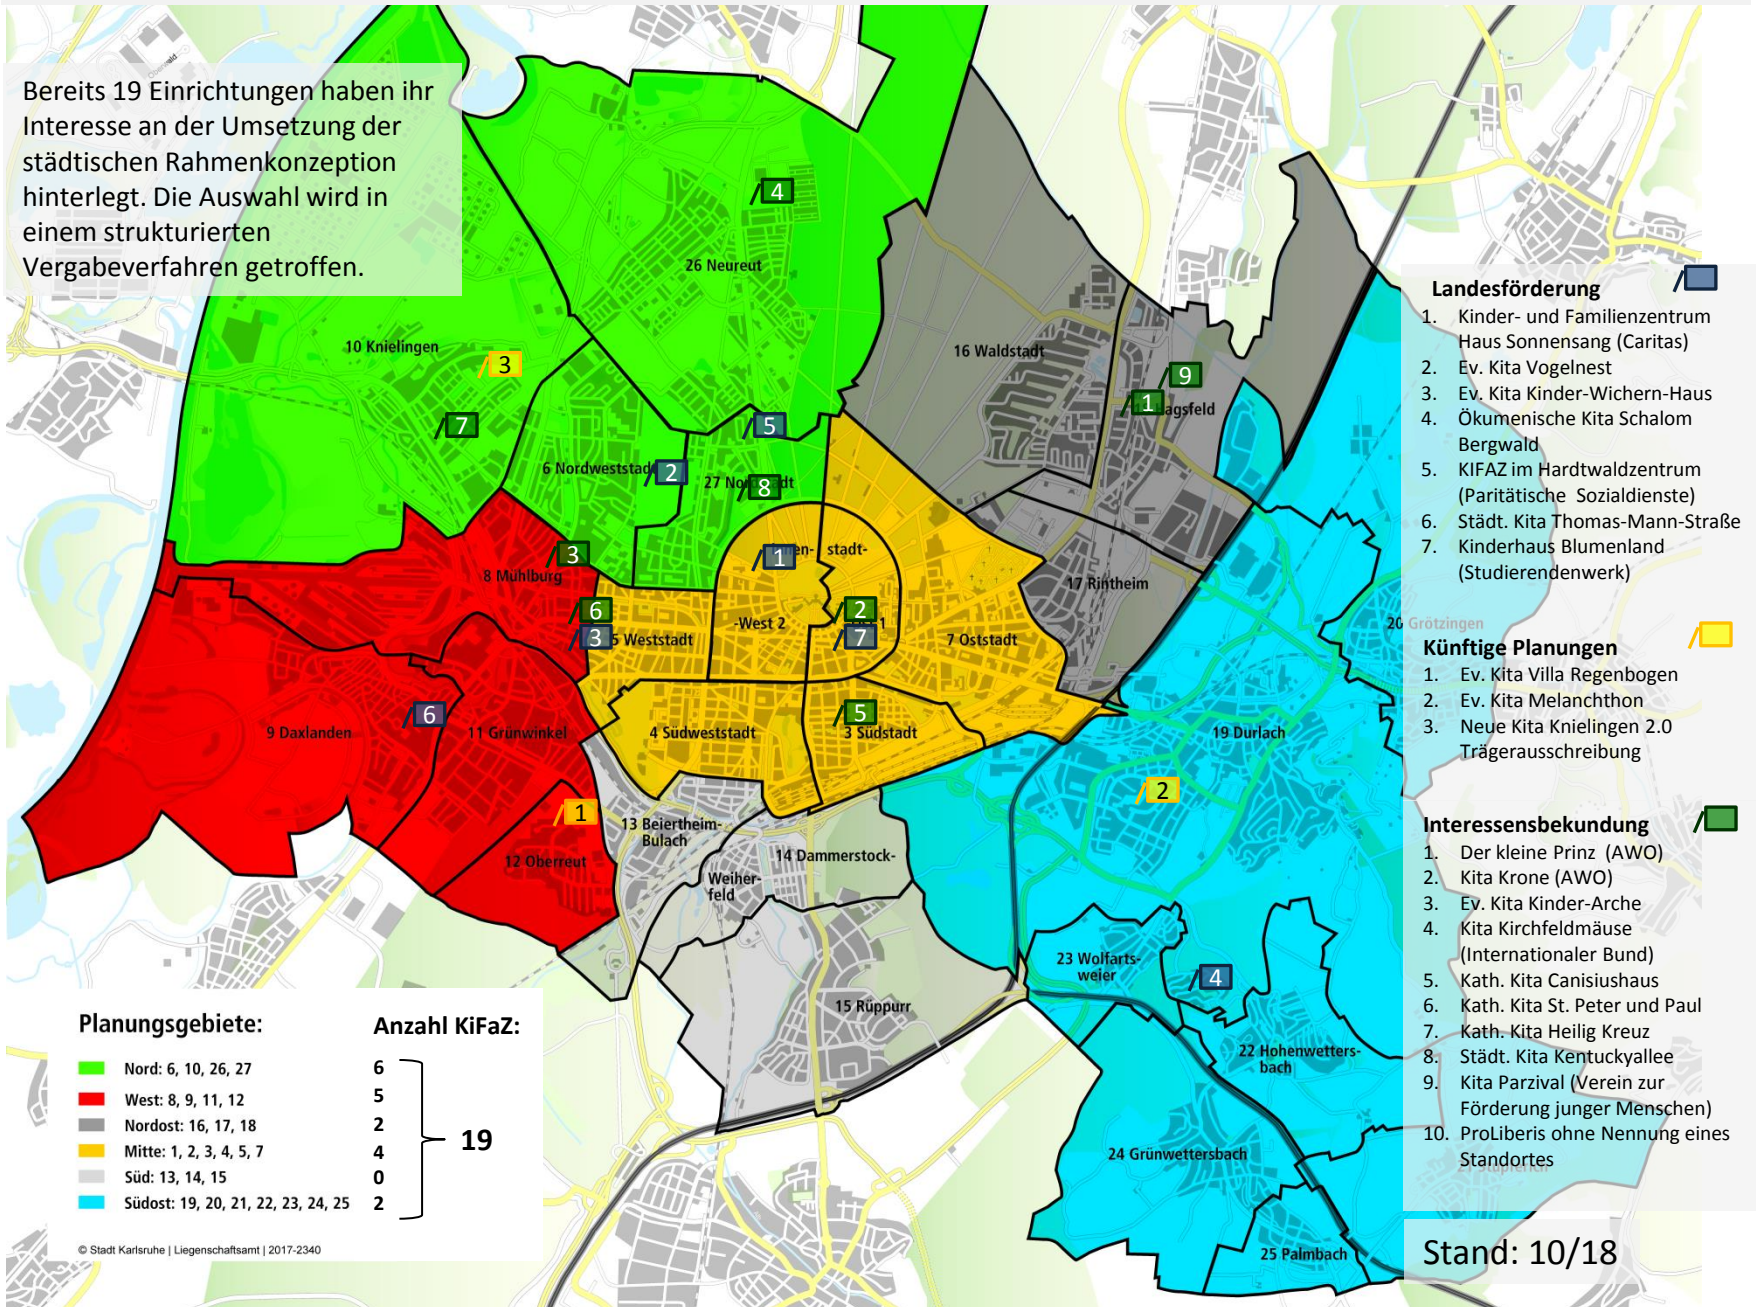 Bereits 19 Einrichtungen haben ihr
Interesse an der Umsetzung der
städtischen Rahmenkonzeption
hinterlegt. Die Auswahl wird in
einem strukturierten
Vergabeverfahren getroffen.
4
26 Neureut
10 Knielingen
3
7
6 Nordweststadt
2
5
27 Nordstadt
8
16 Waldstadt
9
1
Hagsfeld
17 Rintheim
3
8 Mühlburg
6
3
5 Weststadt
1
Innen-
stadt-
-West 2
2
7
7 Oststadt
9 Daxlanden
6
11 Grünwinkel
4 Südweststadt
5
3 Südstadt
1
12 Oberreut
13 Beiertheim-
Bulach
14 Dammerstock-
Weiher-
feld
15 Rüppurr
19 Durlach
2
20 Grötzingen
23 Wolfarts-
weier
4
22 Hohenwetters-
bach
24 Grünwettersbach
25 Palmbach
Landesförderung
1. Kinder- und Familienzentrum
Haus Sonnensang (Caritas)
2. Ev. Kita Vogelnest
3. Ev. Kita Kinder-Wichern-Haus
4. Ökumenische Kita Schalom
Bergwald
5. KIFAZ im Hardtwaldzentrum
(Paritätische Sozialdienste)
6. Städt. Kita Thomas-Mann-Straße
7. Kinderhaus Blumenland
(Studierendenwerk)
Künftige Planungen
1. Ev. Kita Villa Regenbogen
2. Ev. Kita Melanchthon
3. Neue Kita Knielingen 2.0
Trägerausschreibung
Interessensbekundung
1. Der kleine Prinz (AWO)
2. Kita Krone (AWO)
3. Ev. Kita Kinder-Arche
4. Kita Kirchfeldmäuse
(Internationaler Bund)
5. Kath. Kita Canisiushaus
6. Kath. Kita St. Peter und Paul
7. Kath. Kita Heilig Kreuz
8. Städt. Kita Kentuckyallee
9. Kita Parzival (Verein zur
Förderung junger Menschen)
10. ProLiberis ohne Nennung eines
Standortes
Stand: 10/18
Planungsgebiete: Anzahl KiFaZ:
Nord: 6, 10, 26, 27 6
West: 8, 9, 11, 12 5
Nordost: 16, 17, 18 2
Mitte: 1, 2, 3, 4, 5, 7 4
Süd: 13, 14, 15 0
Südost: 19, 20, 21, 22, 23, 24, 25 2
19
© Stadt Karlsruhe | Liegenschaftsamt | 2017-2340